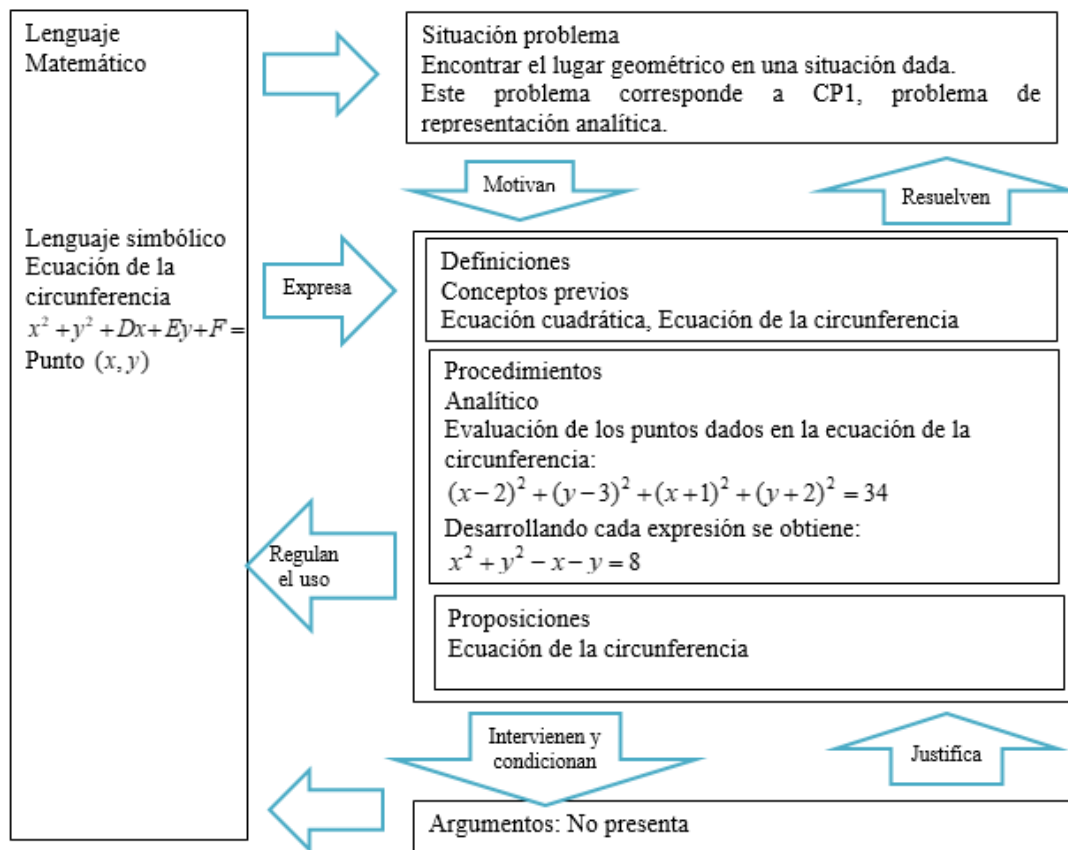 Lenguaje
Matemático
Situación problema
Encontrar el lugar geométrico en una situación dada.
Este problema corresponde a CP1, problema de
representación analítica.
Motivan
Resuelven
Lenguaje simbólico
Ecuación de la
circunferencia
x² + y² + Dx + Ey + F =
Punto (x, y)
Expresa
Definiciones
Conceptos previos
Ecuación cuadrática, Ecuación de la circunferencia
Procedimientos
Analítico
Evaluación de los puntos dados en la ecuación de la
circunferencia:
(x − 2)² + (y − 3)² + (x + 1)² + (y + 2)² = 34
Desarrollando cada expresión se obtiene:
x² + y² − x − y = 8
Regulan
el uso
Proposiciones
Ecuación de la circunferencia
Intervienen y
condicionan
Justifica
Argumentos: No presenta